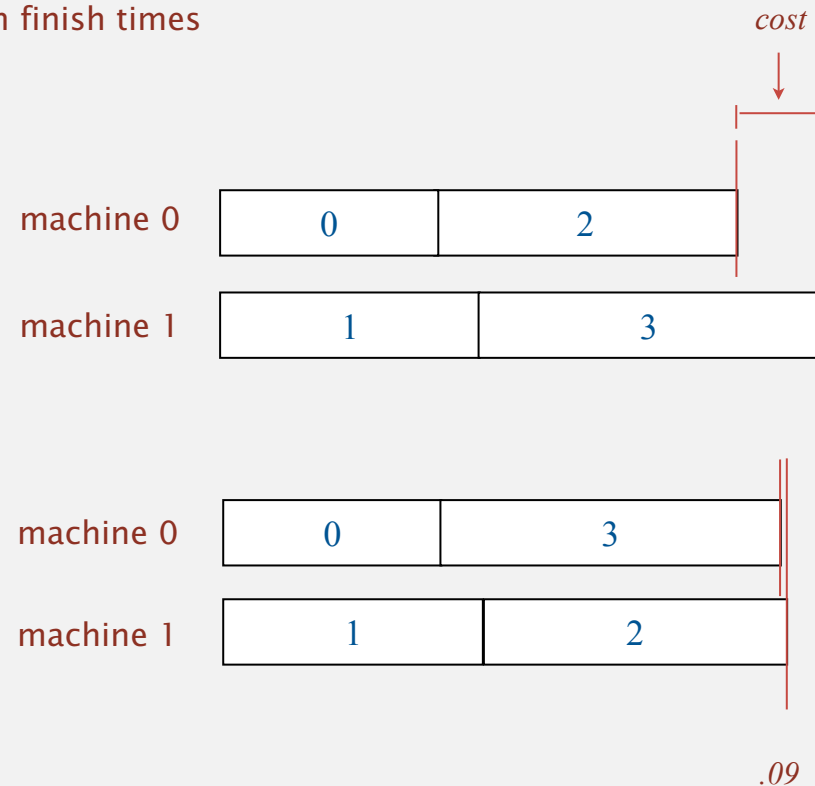 finish times
cost
machine 0 0 2
machine 1 1 3
machine 0 0 3
machine 1 1 2
.09